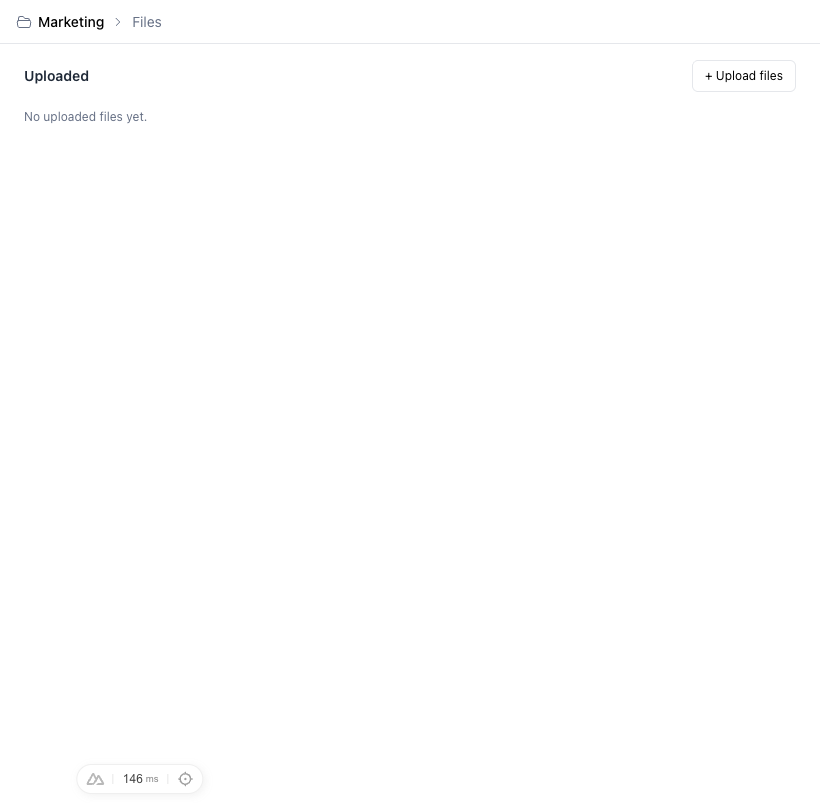 Marketing > Files
Uploaded
+ Upload files
No uploaded files yet.
146 ms